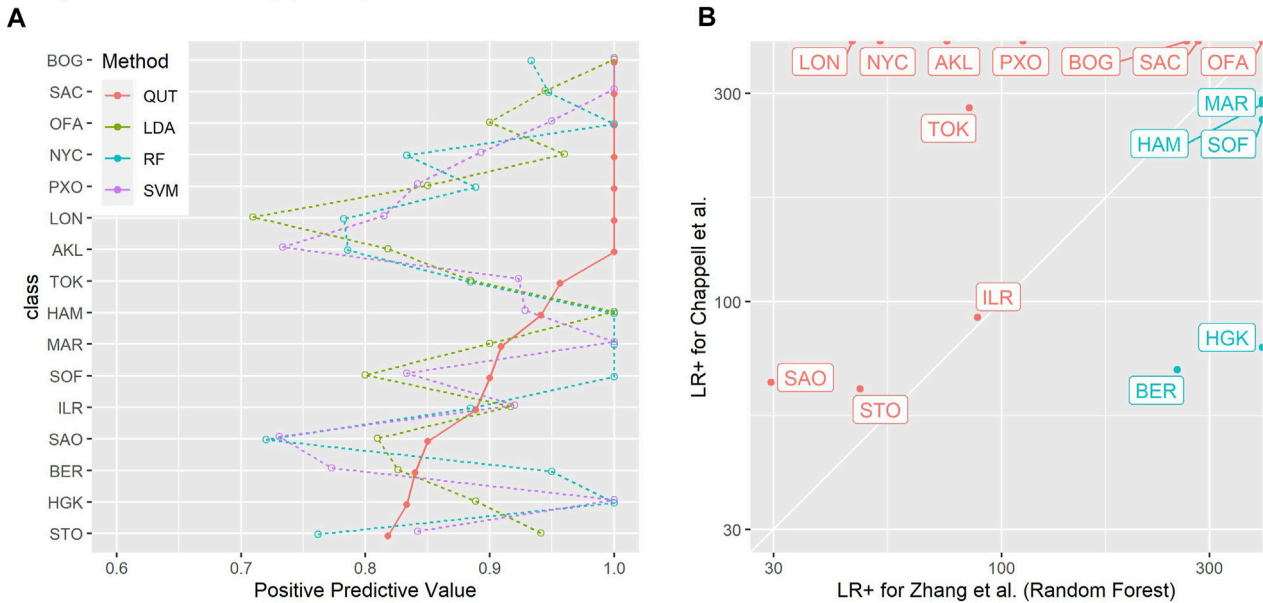 A
Method
QUT
LDA
RF
SVM
BOG
SAC
OFA
NYC
PXO
LON
AKL
TOK
HAM
MAR
SOF
ILR
SAO
BER
HGK
STO
class
0.6 0.7 0.8 0.9 1.0
Positive Predictive Value
B
LON NYC AKL PXO BOG SAC OFA
MAR
TOK
HAM SOF
ILR
HGK
SAO
BER
STO
300
100
30
LR+ for Chappell et al.
30 100 300
LR+ for Zhang et al. (Random Forest)